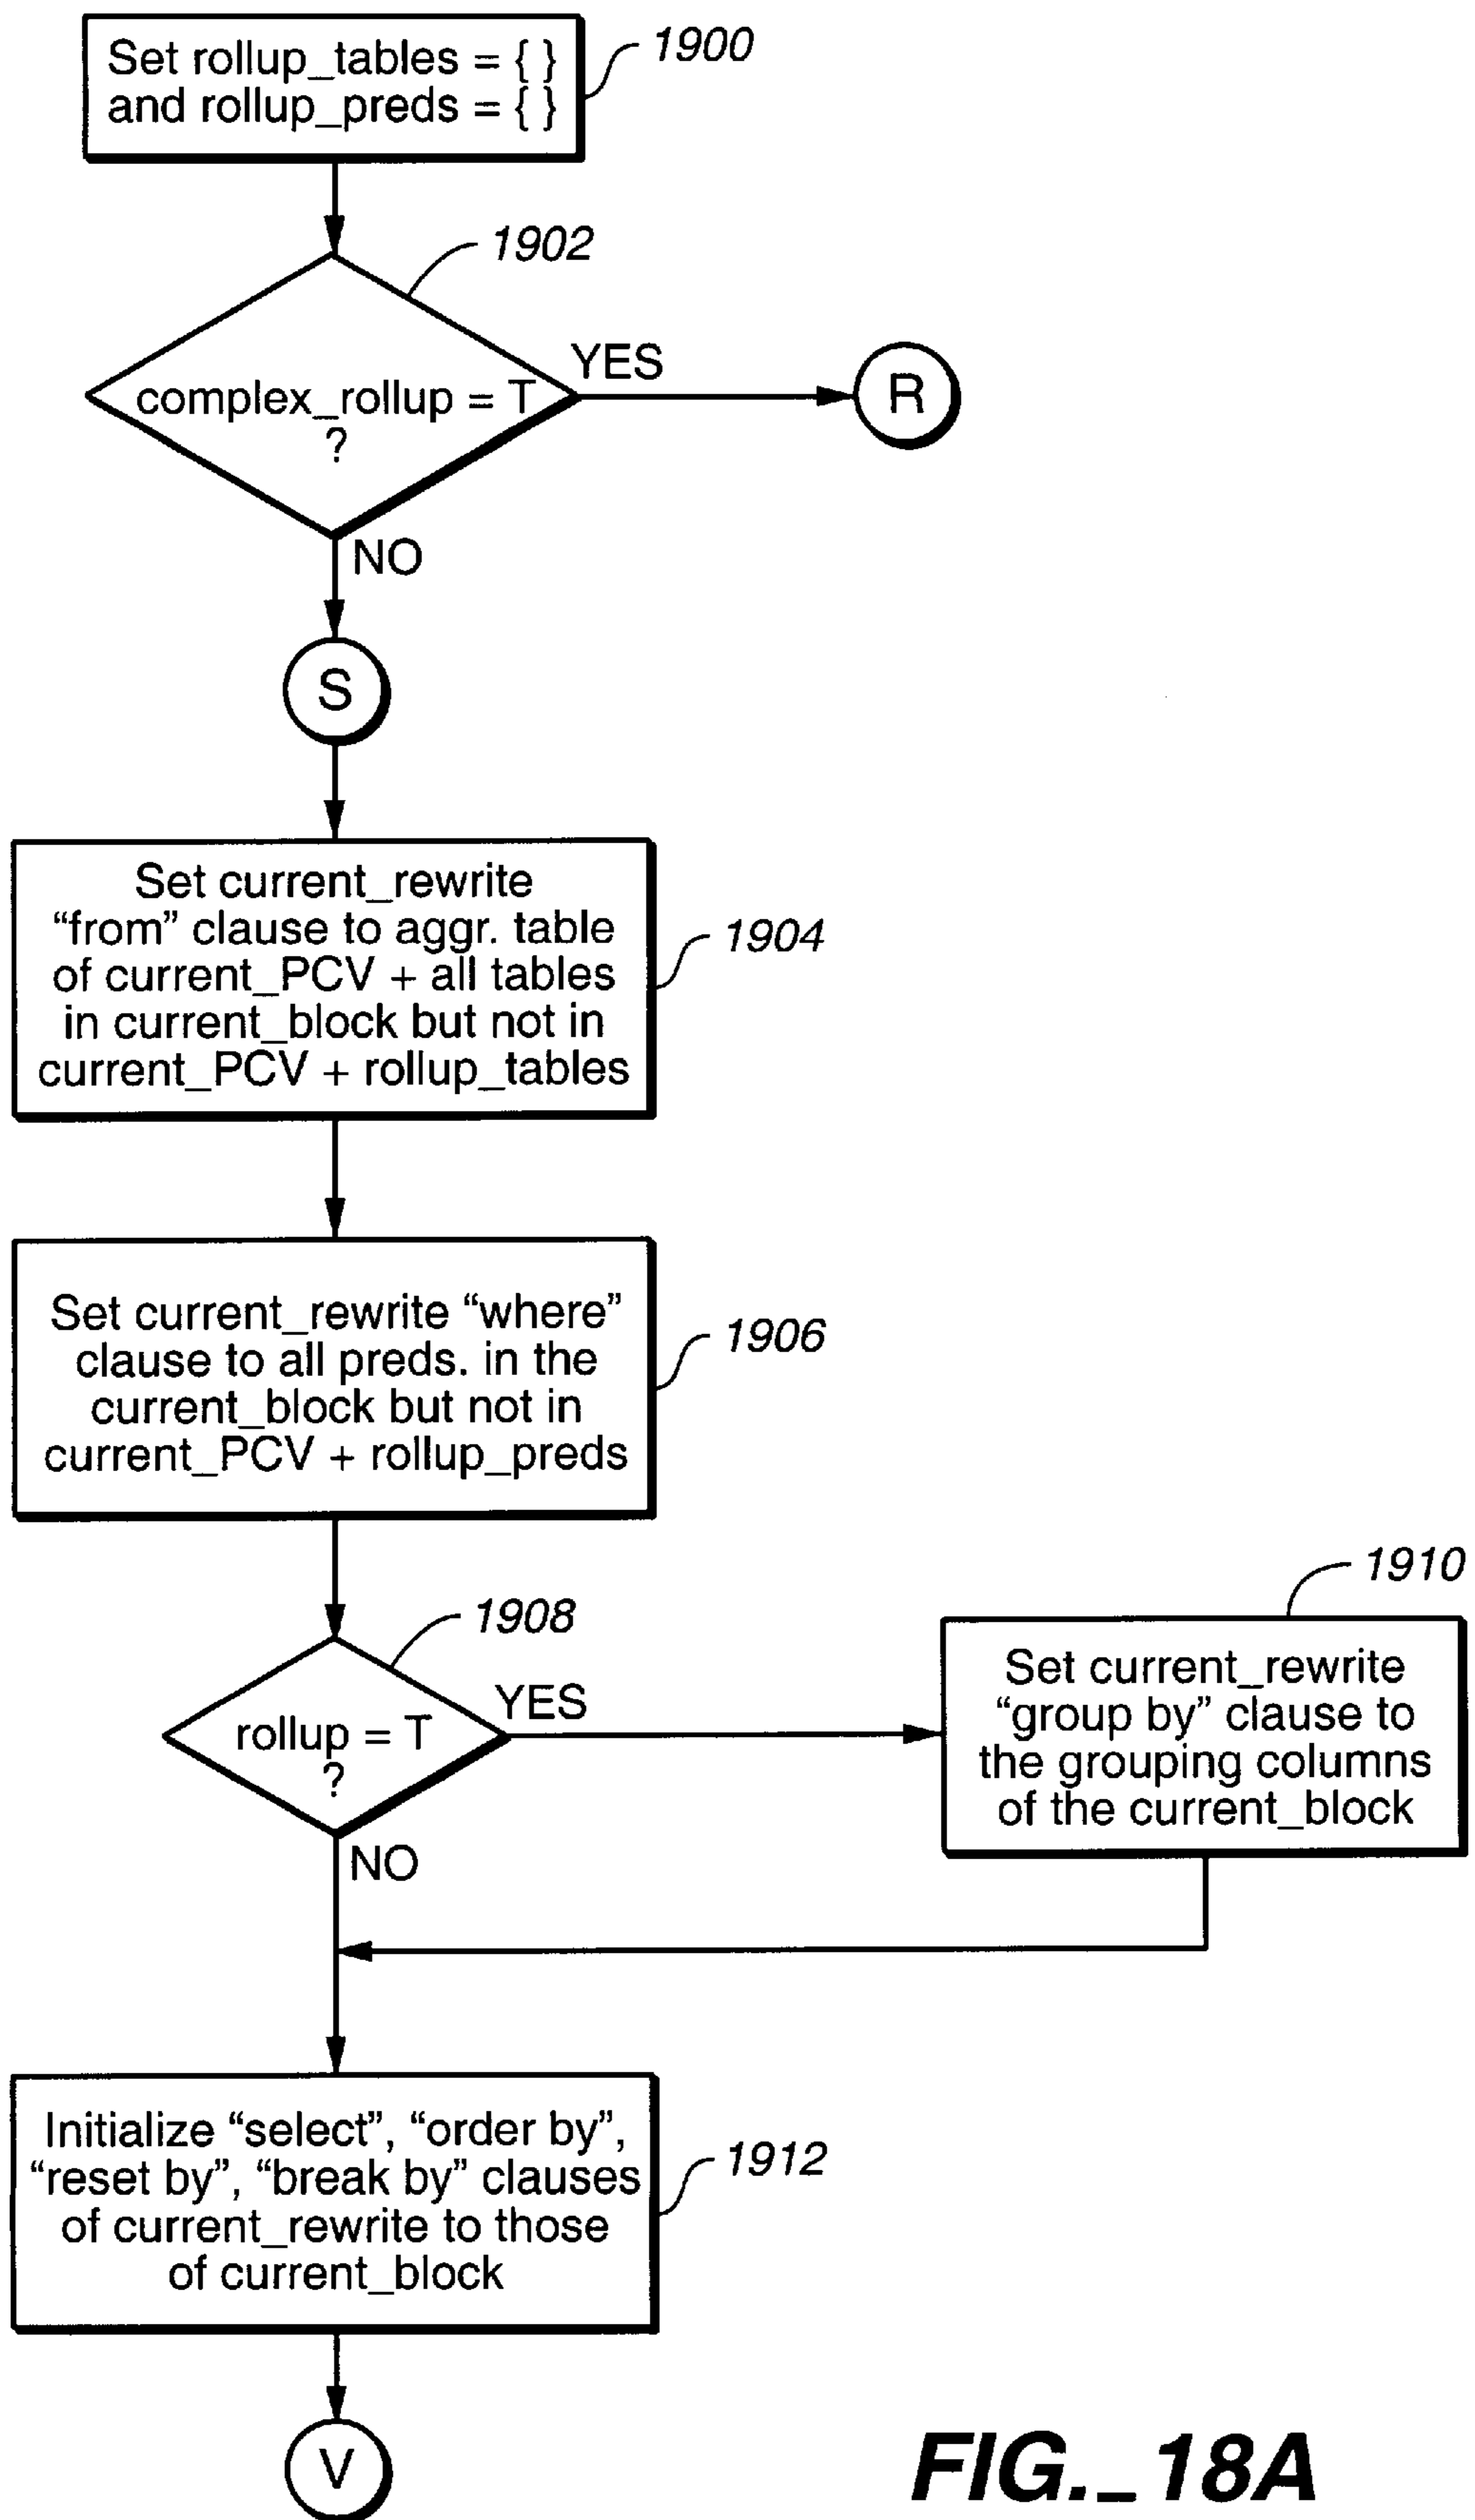 Set rollup_tables = { }
and rollup_preds = { }
1900
1902
complex_rollup = T
?
YES
R
NO
S
Set current_rewrite
“from” clause to aggr. table
of current_PCV + all tables
in current_block but not in
current_PCV + rollup_tables
1904
Set current_rewrite “where”
clause to all preds. in the
current_block but not in
current_PCV + rollup_preds
1906
1908
rollup = T
?
YES
1910
Set current_rewrite
“group by” clause to
the grouping columns
of the current_block
NO
Initialize “select”, “order by”,
“reset by”, “break by” clauses
of current_rewrite to those
of current_block
1912
V
FIG._18A